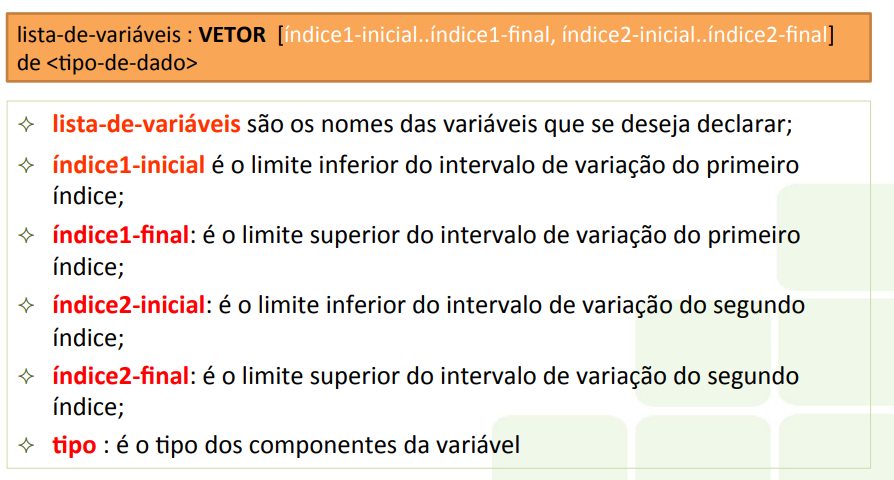 lista-de-variáveis : VETOR [índice1-inicial..índice1-final, índice2-inicial..índice2-final]
de <tipo-de-dado>
✧ lista-de-variáveis são os nomes das variáveis que se deseja declarar;
✧ índice1-inicial é o limite inferior do intervalo de variação do primeiro
índice;
✧ índice1-final: é o limite superior do intervalo de variação do primeiro
índice;
✧ índice2-inicial: é o limite inferior do intervalo de variação do segundo
índice;
✧ índice2-final: é o limite superior do intervalo de variação do segundo
índice;
✧ tipo : é o tipo dos componentes da variável